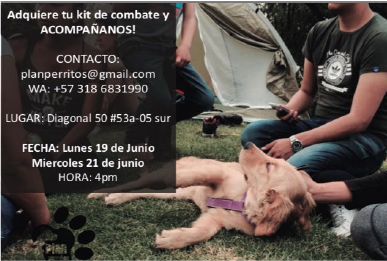 Adquiere tu kit de combate y
ACOMPAÑANOS!
CONTACTO:
planperritos@gmail.com
WA: +57 318 6831990
LUGAR: Diagonal 50 #53a-05 sur
FECHA: Lunes 19 de Junio
Miercoles 21 de junio
HORA: 4pm